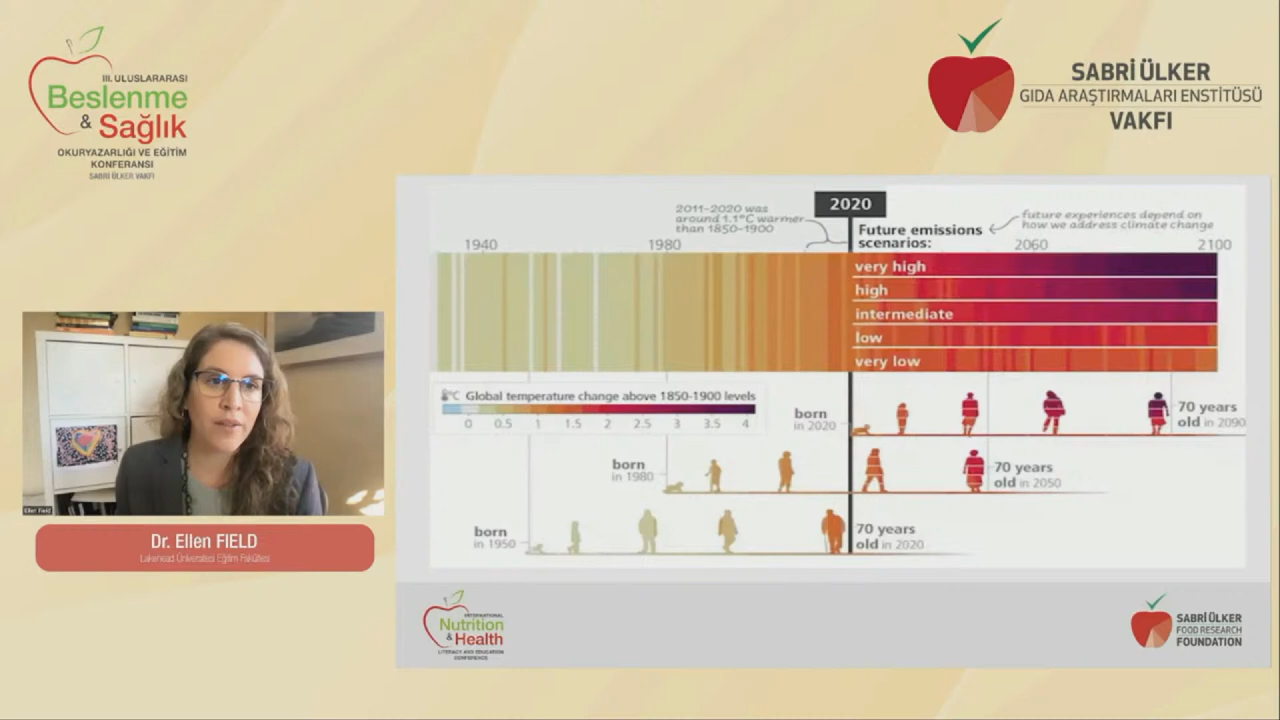 III. ULUSLARARASI
Beslenme
& Sağlık
OKURYAZARLIĞI VE EĞİTİM
KONFERANSI
SABRİ ÜLKER VAKFI
SABRİ ÜLKER
GIDA ARAŞTIRMALARI ENSTİTÜSÜ
VAKFI
2011-2020 was
around 1.1°C warmer
than 1850-1900
2020
future experiences depend on
how we address climate change
Future emissions
scenarios:
1940
1980
2060
2100
very high
high
intermediate
low
very low
°C Global temperature change above 1850-1900 levels
0 0.5 1 1.5 2 2.5 3 3.5 4
born
in 2020
70 years
old in 2090
born
in 1980
70 years
old in 2050
born
in 1950
70 years
old in 2020
Ellen Field
Dr. Ellen FIELD
Lakehead Üniversitesi Eğitim Fakültesi
INTERNATIONAL
Nutrition
& Health
LITERACY AND EDUCATION
CONFERENCE
SABRİ ÜLKER
FOOD RESEARCH
FOUNDATION